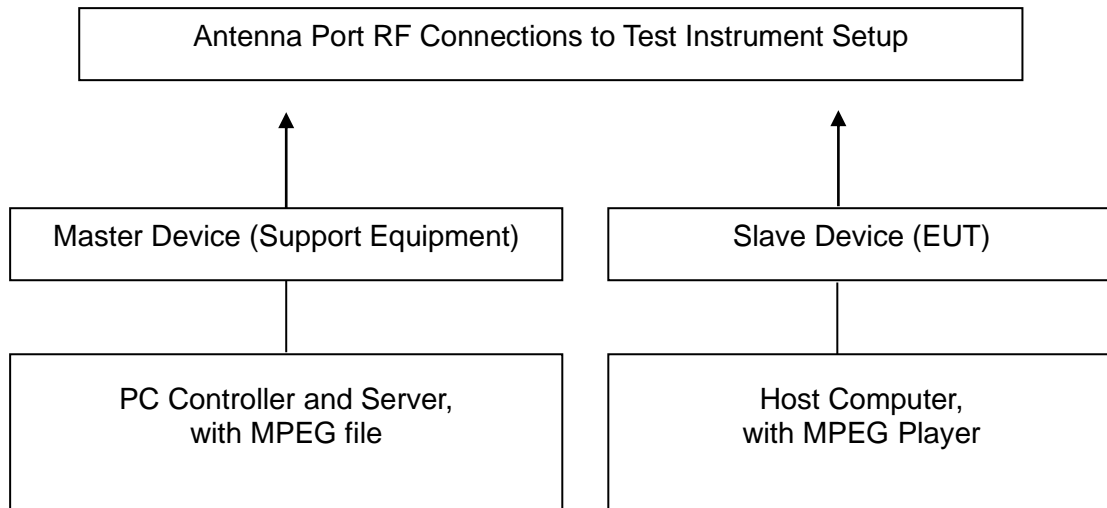 Antenna Port RF Connections to Test Instrument Setup
Master Device (Support Equipment)
Slave Device (EUT)
PC Controller and Server,
with MPEG file
Host Computer,
with MPEG Player